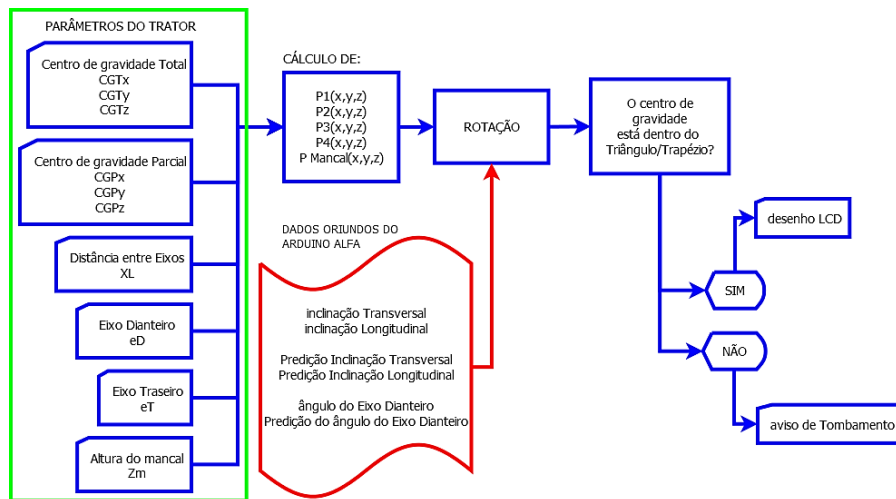 PARÂMETROS DO TRATOR
Centro de gravidade Total
CGTx
CGTy
CGTz
Centro de gravidade Parcial
CGPx
CGPy
CGPz
Distância entre Eixos
XL
Eixo Dianteiro
eD
Eixo Traseiro
eT
Altura do mancal
Zm
CÁLCULO DE:
P1(x,y,z)
P2(x,y,z)
P3(x,y,z)
P4(x,y,z)
P Mancal(x,y,z)
DADOS ORIUNDOS DO
ARDUINO ALFA
inclinação Transversal
inclinação Longitudinal
Predição Inclinação Transversal
Predição Inclinação Longitudinal
ângulo do Eixo Dianteiro
Predição do ângulo do Eixo Dianteiro
ROTAÇÃO
O centro de
gravidade
está dentro do
Triângulo/Trapézio?
desenho LCD
SIM
NÃO
aviso de Tombamento